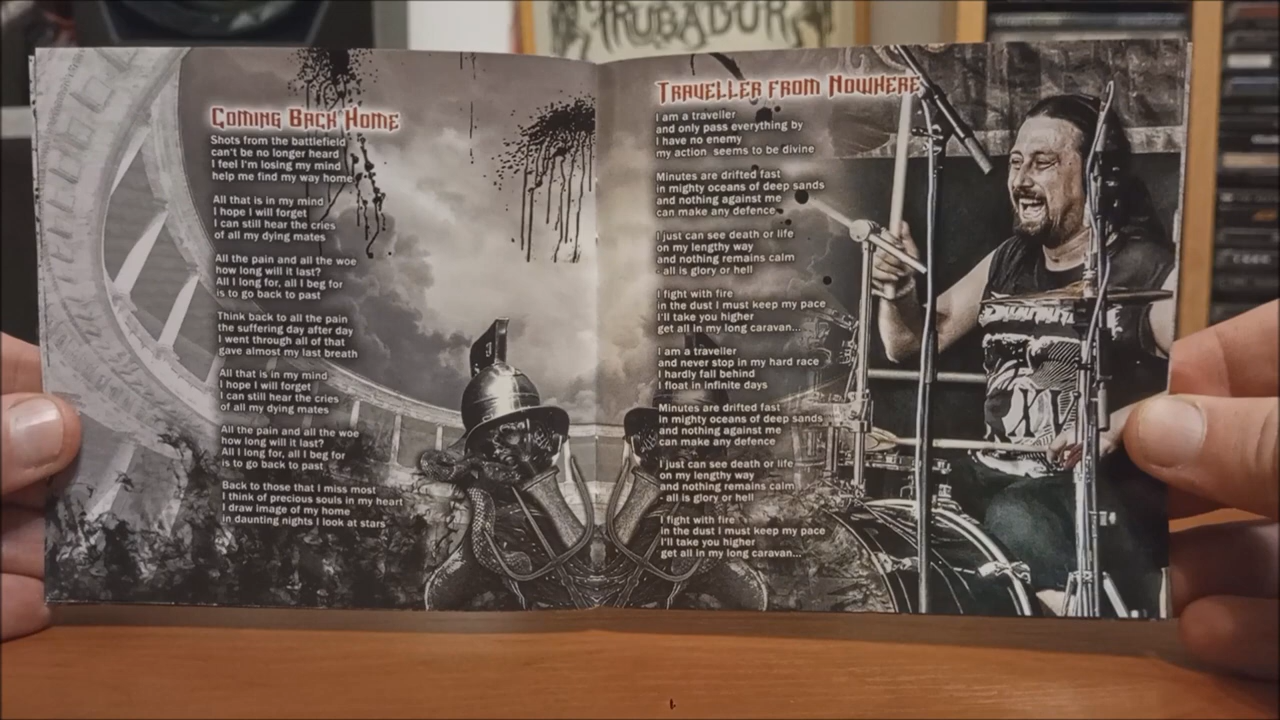 TRUBADUR
Coming Back Home
Shots from the battlefield
can't be no longer heard
I feel I'm losing my mind
help me find my way home
All that is in my mind
I hope I will forget
I can still hear the cries
of all my dying mates
All the pain and all the woe
how long will it last?
All I long for, all I beg for
is to go back to past
Think back to all the pain
the suffering day after day
I went through all of that
gave almost my last breath
All that is in my mind
I hope I will forget
I can still hear the cries
of all my dying mates
All the pain and all the woe
how long will it last?
All I long for, all I beg for
is to go back to past
Back to those that I miss most
I think of precious souls in my heart
I draw image of my home
in daunting nights I look at stars
Traveller from Nowhere
I am a traveller
and only pass everything by
I have no enemy
my action seems to be divine
Minutes are drifted fast
in mighty oceans of deep sands
and nothing against me
can make any defence
I just can see death or life
on my lengthy way
and nothing remains calm
- all is glory or hell
I fight with fire
in the dust I must keep my pace
I'll take you higher
get all in my long caravan...
I am a traveller
and never stop in my hard race
I hardly fall behind
I float in infinite days
Minutes are drifted fast
in mighty oceans of deep sands
and nothing against me
can make any defence
I just can see death or life
on my lengthy way
and nothing remains calm
- all is glory or hell
I fight with fire
in the dust I must keep my pace
I'll take you higher
get all in my long caravan...